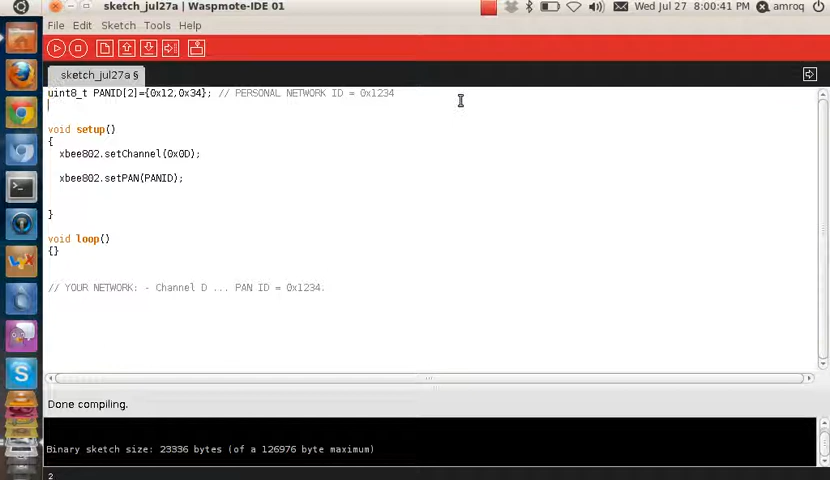 sketch_jul27a | Waspmote-IDE 01
Wed Jul 27 8:00:41 PM
amroq
File Edit Sketch Tools Help
sketch_jul27a §
uint8_t PANID[2]={0x12,0x34}; // PERSONAL NETWORK ID = 0x1234
void setup()
{
xbee802.setChannel(0x0D);
xbee802.setPAN(PANID);
}
void loop()
{}
// YOUR NETWORK: - Channel D ... PAN ID = 0x1234.
Done compiling.
Binary sketch size: 23336 bytes (of a 126976 byte maximum)
2